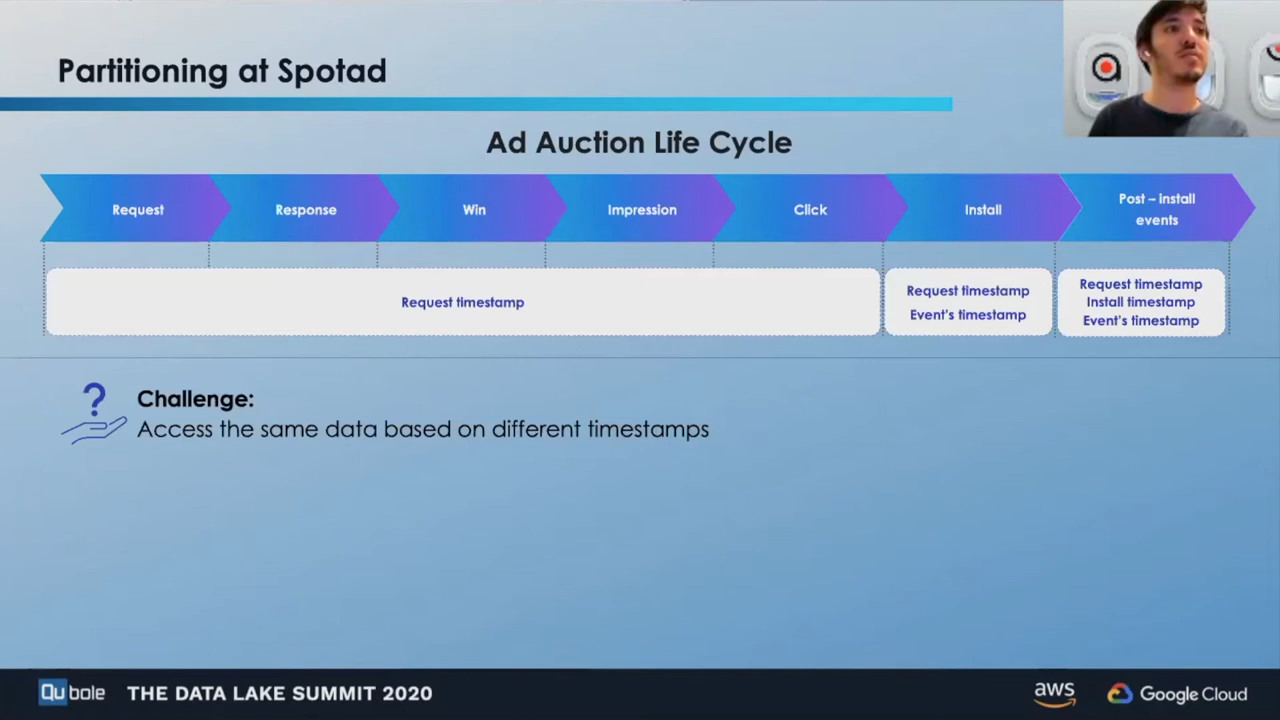 Partitioning at Spotad
Ad Auction Life Cycle
Request
Response
Win
Impression
Click
Install
Post – install
events
Request timestamp
Request timestamp
Event's timestamp
Request timestamp
Install timestamp
Event's timestamp
?
Challenge:
Access the same data based on different timestamps
Qubole
THE DATA LAKE SUMMIT 2020
aws
Google Cloud